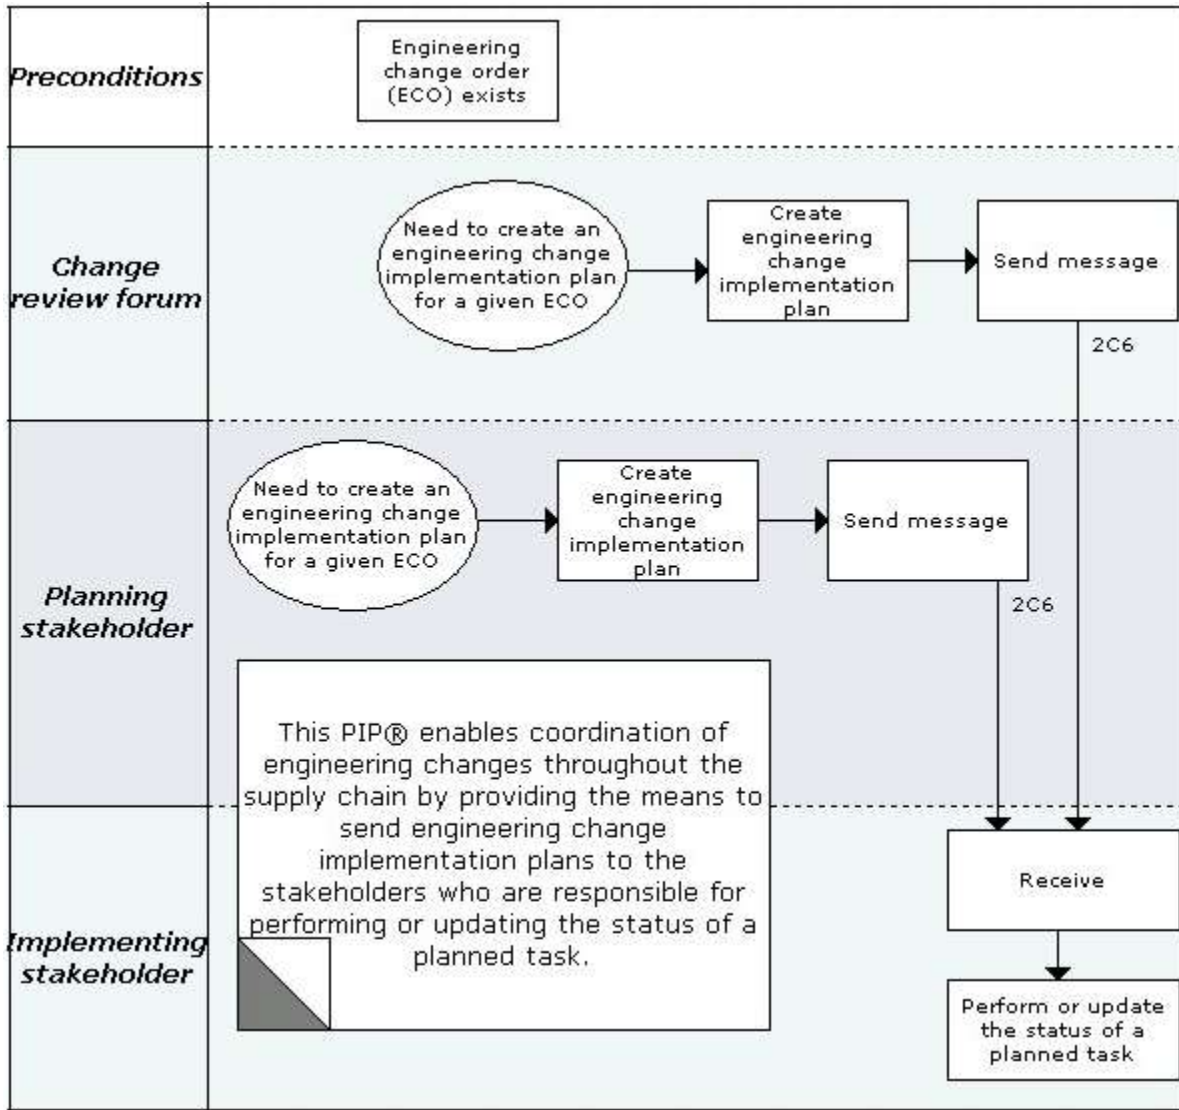 Preconditions
Engineering
change order
(ECO) exists
Change
review forum
Need to create an
engineering change
implementation plan
for a given ECO
Create
engineering
change
implementation
plan
Send message
2C6
Planning
stakeholder
Need to create an
engineering change
implementation plan
for a given ECO
Create
engineering
change
implementation
plan
Send message
2C6
This PIP® enables coordination of
engineering changes throughout the
supply chain by providing the means to
send engineering change
implementation plans to the
stakeholders who are responsible for
performing or updating the status of a
planned task.
Implementing
stakeholder
Receive
Perform or update
the status of a
planned task